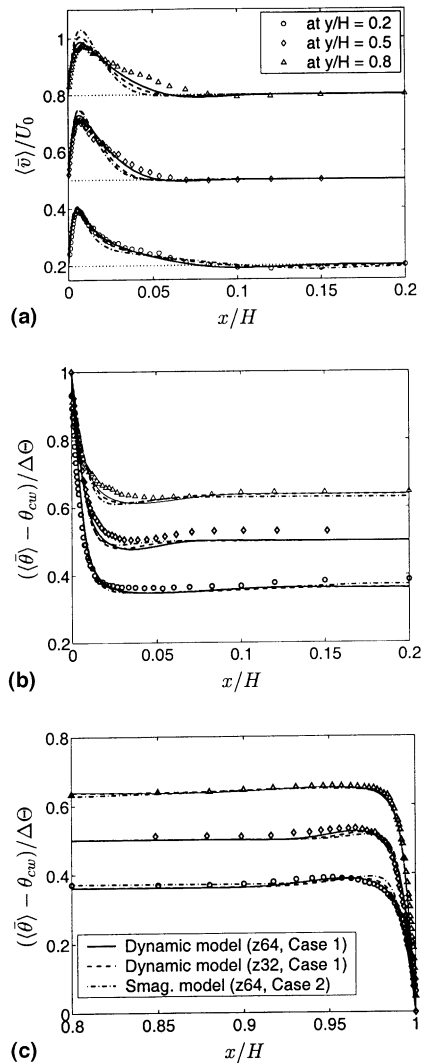 1
0.8
0.6
0.4
0.2
0
0.05
0.1
0.15
0.2
⟨v̄⟩/U₀
x/H
○ at y/H = 0.2
◇ at y/H = 0.5
△ at y/H = 0.8
(a)
1
0.8
0.6
0.4
0.2
0
0.05
0.1
0.15
0.2
(⟨θ̄⟩ − θcw)/ΔΘ
x/H
(b)
0.8
0.6
0.4
0.2
0
0.8
0.85
0.9
0.95
1
(⟨θ̄⟩ − θcw)/ΔΘ
x/H
Dynamic model (z64, Case 1)
Dynamic model (z32, Case 1)
Smag. model (z64, Case 2)
(c)